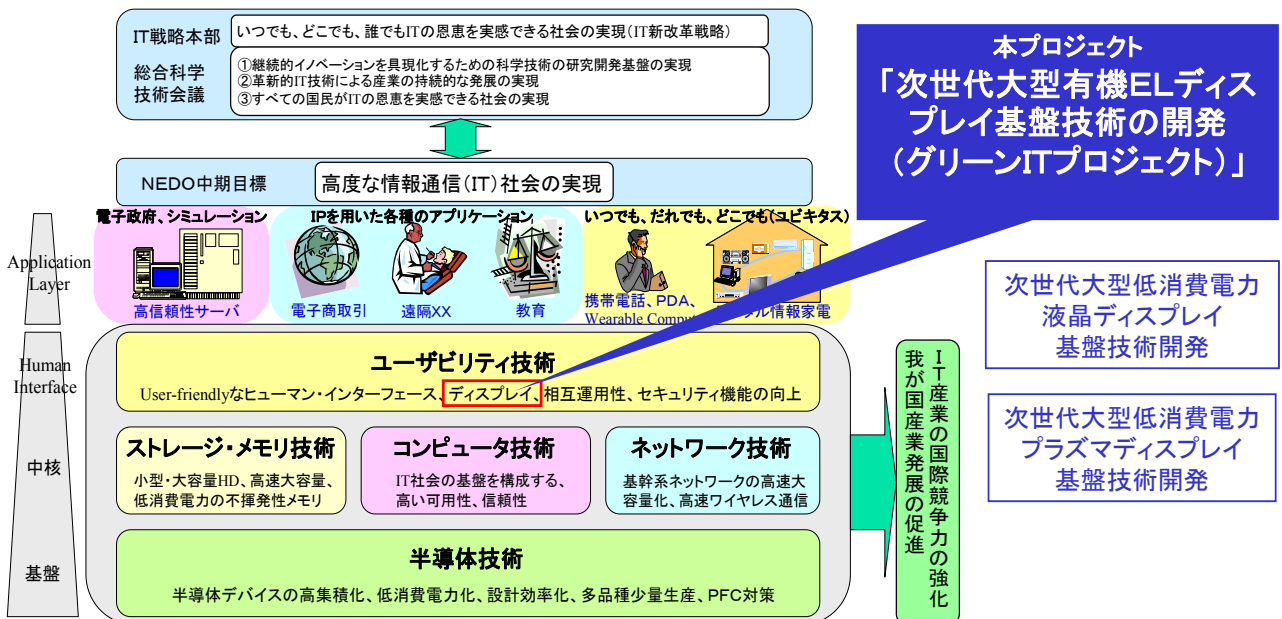 IT戦略本部
いつでも、どこでも、誰でもITの恩恵を実感できる社会の実現(IT新改革戦略)
総合科学
技術会議
①継続的イノベーションを具現化するための科学技術の研究開発基盤の実現
②革新的IT技術による産業の持続的な発展の実現
③すべての国民がITの恩恵を実感できる社会の実現
本プロジェクト
「次世代大型有機ELディス
プレイ基盤技術の開発
(グリーンITプロジェクト)」
NEDO中期目標
高度な情報通信(IT)社会の実現
電子政府、シミュレーション
IPを用いた各種のアプリケーション
いつでも、だれでも、どこでも(ユビキタス)
Application
Layer
高信頼性サーバ
電子商取引
遠隔XX
教育
携帯電話、PDA、
Wearable Comput
タル情報家電
次世代大型低消費電力
液晶ディスプレイ
基盤技術開発
Human
Interface
ユーザビリティ技術
User-friendlyなヒューマン・インターフェース、ディスプレイ、相互運用性、セキュリティ機能の向上
次世代大型低消費電力
プラズマディスプレイ
基盤技術開発
中核
ストレージ・メモリ技術
小型・大容量HD、高速大容量、
低消費電力の不揮発性メモリ
コンピュータ技術
IT社会の基盤を構成する、
高い可用性、信頼性
ネットワーク技術
基幹系ネットワークの高速大
容量化、高速ワイヤレス通信
IT産業の国際競争力の強化
我が国産業発展の促進
基盤
半導体技術
半導体デバイスの高集積化、低消費電力化、設計効率化、多品種少量生産、PFC対策